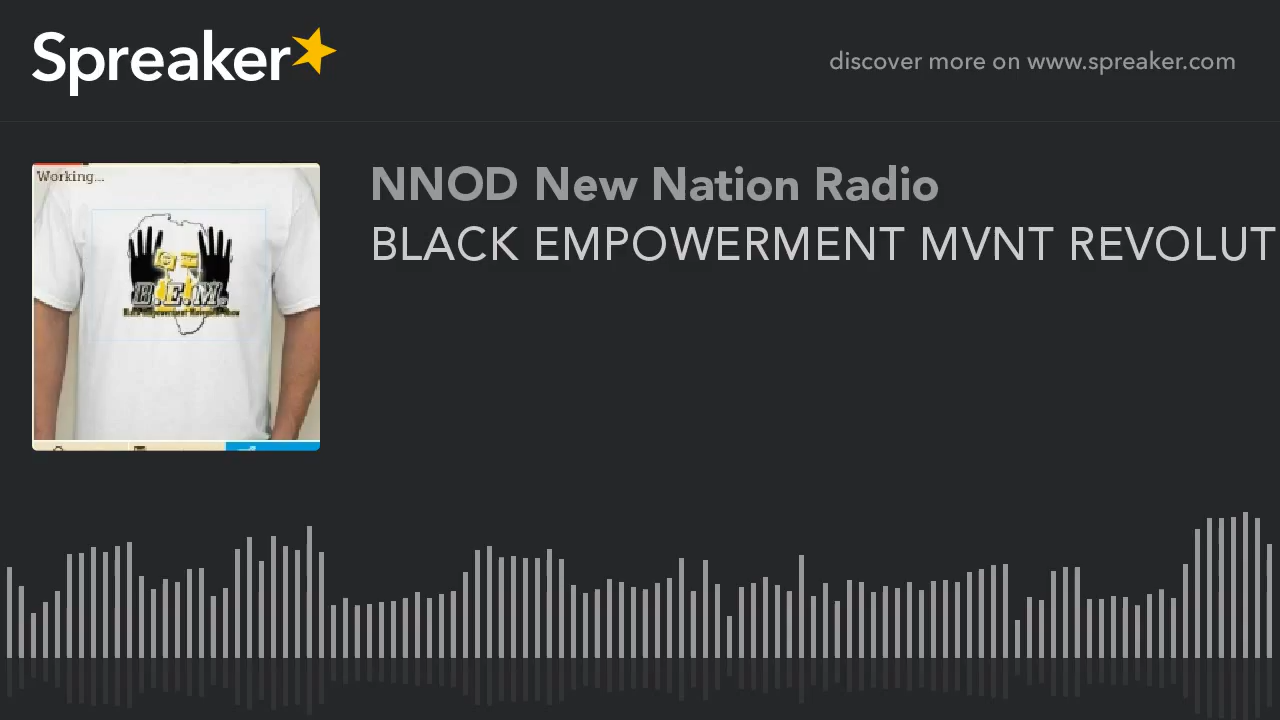 Spreaker
discover more on www.spreaker.com
Working...
NNOD New Nation Radio
BLACK EMPOWERMENT MVNT REVOLUT
B.E.M.